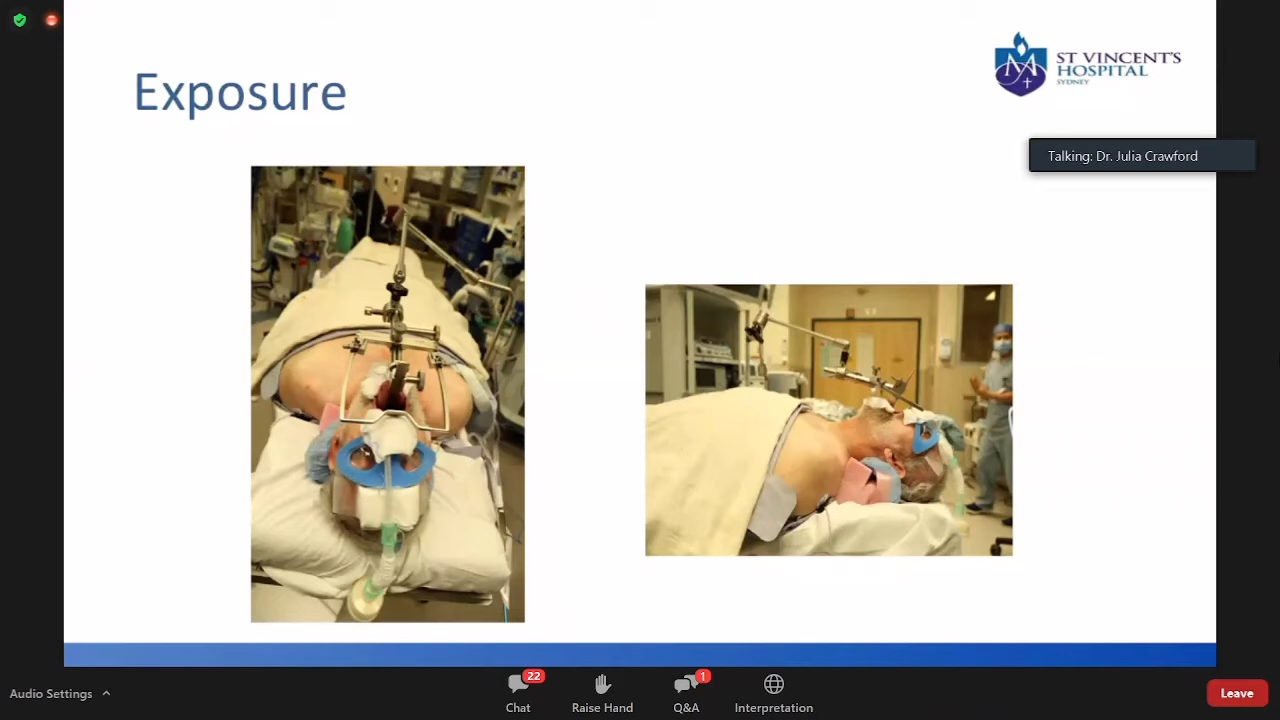 Exposure
ST VINCENT'S
HOSPITAL
SYDNEY
Talking: Dr. Julia Crawford
Audio Settings
22
Chat
Raise Hand
1
Q&A
Interpretation
Leave